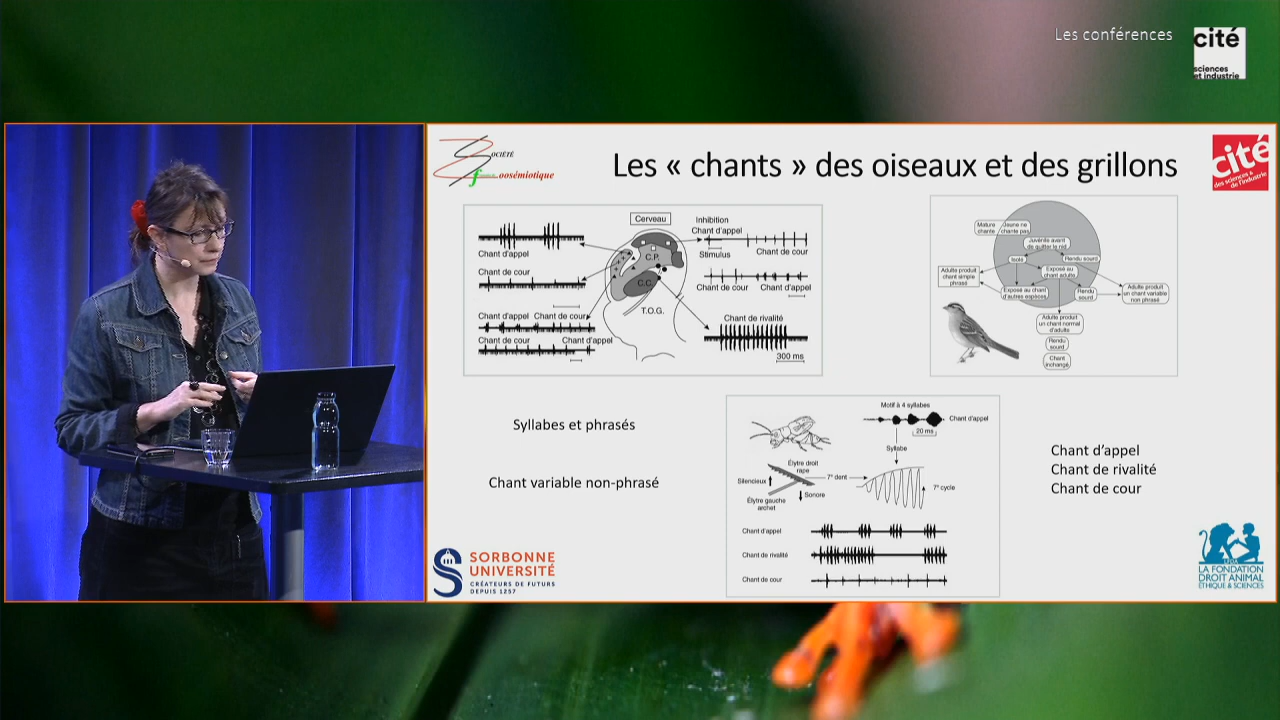 Les conférences
cité
sciences
et industrie
SOCIÉTÉ
française
Zoosémiotique
Les « chants » des oiseaux et des grillons
cité
des sciences &
de l'industrie
Cerveau
Inhibition
Chant d'appel
Chant d'appel
Stimulus
Chant de cour
Chant de cour
C.P.
C.C.
Chant de cour
Chant d'appel
T.O.G.
Chant d'appel
Chant de cour
Chant de cour
Chant d'appel
Chant de rivalité
300 ms
Mature
chante
Jeune ne
chante pas
Juvénile avant
de quitter le nid
Isolé
Rendu sourd
Adulte produit
chant simple
phrasé
Exposé au
chant adulte
Exposé au chant
d'autres espèces
Rendu
sourd
Adulte produit
un chant variable
non phrasé
Adulte produit
un chant normal
d'adulte
Rendu
sourd
Chant
inchangé
Syllabes et phrasés
Chant variable non-phrasé
Motif à 4 syllabes
Chant d'appel
20 ms
Syllabe
Élytre droit
rape
Silencieux
Sonore
7e dent
7e cycle
Élytre gauche
archet
Chant d'appel
Chant de rivalité
Chant de cour
Chant d'appel
Chant de rivalité
Chant de cour
SORBONNE
UNIVERSITÉ
CRÉATEURS DE FUTURS
DEPUIS 1257
LA FONDATION
DROIT ANIMAL
ÉTHIQUE & SCIENCES